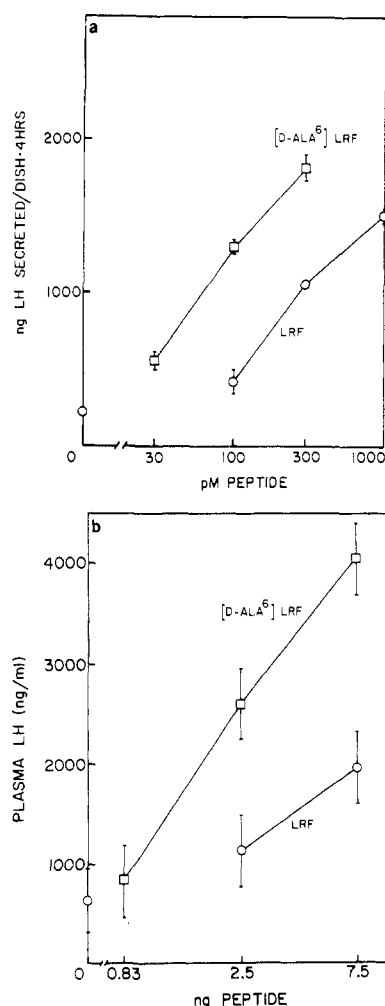 a
ng LH SECRETED/DISH·4HRS
2000
1000
0
[D-ALA⁶] LRF
LRF
30 100 300 1000
pM PEPTIDE
b
PLASMA LH (ng/ml)
4000
3000
2000
1000
0
[D-ALA⁶] LRF
LRF
0.83 2.5 7.5
ng PEPTIDE